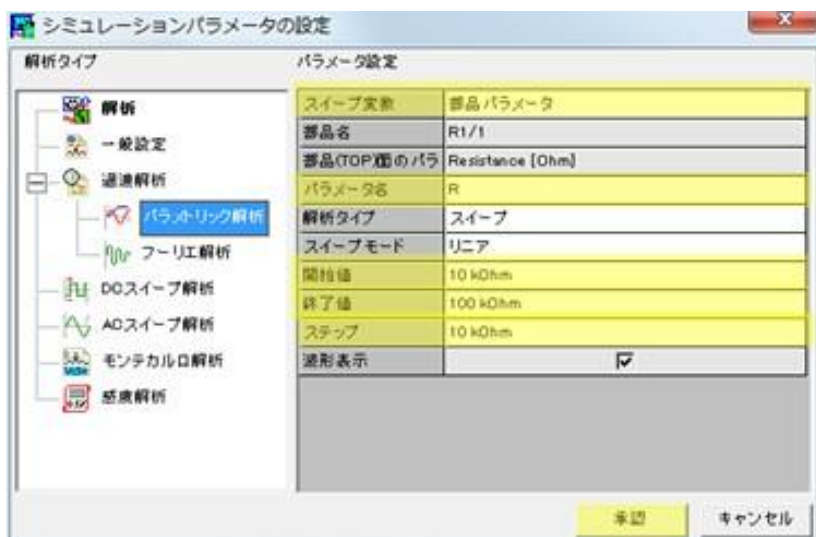 シミュレーションパラメータの設定
解析タイプ
パラメータ設定
解析
一般設定
過渡解析
パラメトリック解析
フーリエ解析
DCスイープ解析
ACスイープ解析
モンテカルロ解析
感度解析
スイープ変数 部品パラメータ
部品名 R1/1
部品(TOP)面のパラ Resistance [Ohm]
パラメータ名 R
解析タイプ スイープ
スイープモード リニア
開始値 10 kOhm
終了値 100 kOhm
ステップ 10 kOhm
波形表示
承認 キャンセル